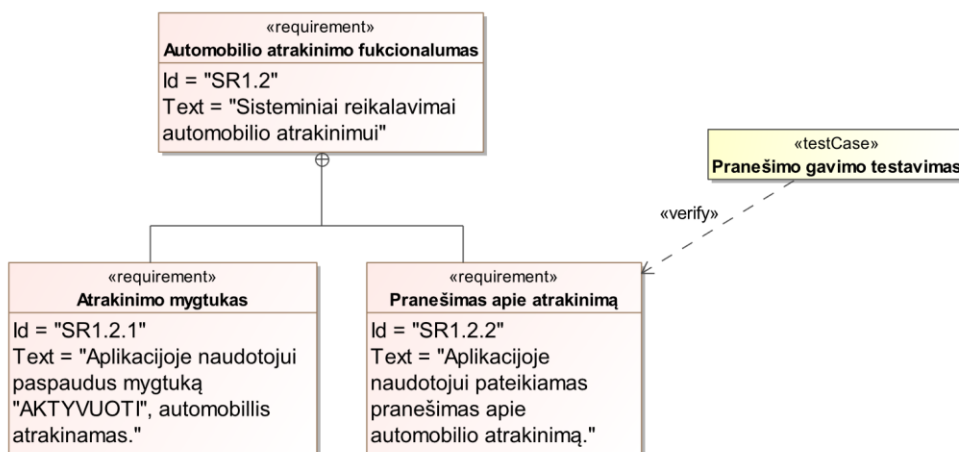 «requirement»
Automobilio atrakinimo fukcionalumas
Id = "SR1.2"
Text = "Sisteminiai reikalavimai
automobilio atrakinimui"
«testCase»
Pranešimo gavimo testavimas
«verify»
«requirement»
Atrakinimo mygtukas
Id = "SR1.2.1"
Text = "Aplikacijoje naudotojui
paspaudus mygtuką
"AKTYVUOTI", automobillis
atrakinamas."
«requirement»
Pranešimas apie atrakinimą
Id = "SR1.2.2"
Text = "Aplikacijoje
naudotojui pateikiamas
pranešimas apie
automobilio atrakinimą."